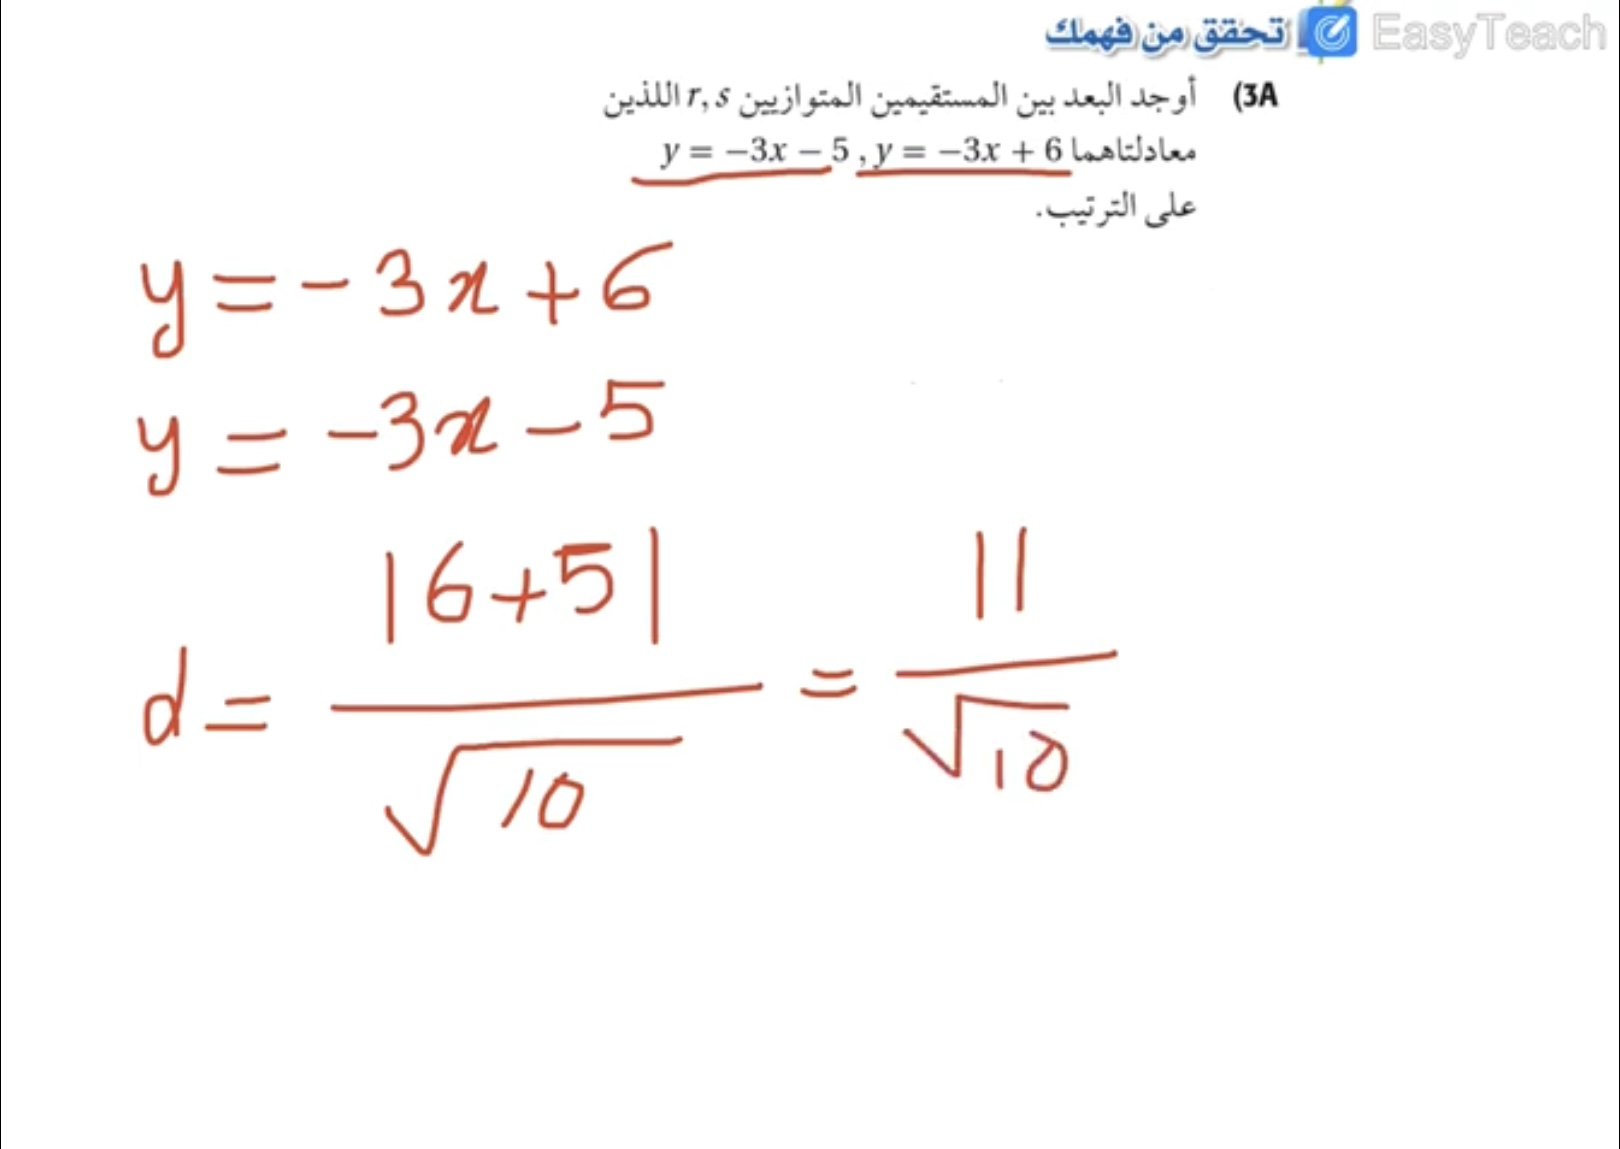 تحقق من فهمك EasyTeach
(3A أوجد البعد بين المستقيمين المتوازيين r, s اللذين
معادلتاهما y = −3x − 5 , y = −3x + 6
على الترتيب.
y = -3x + 6
y = -3x - 5
d = |6+5| / √10 = 11 / √10